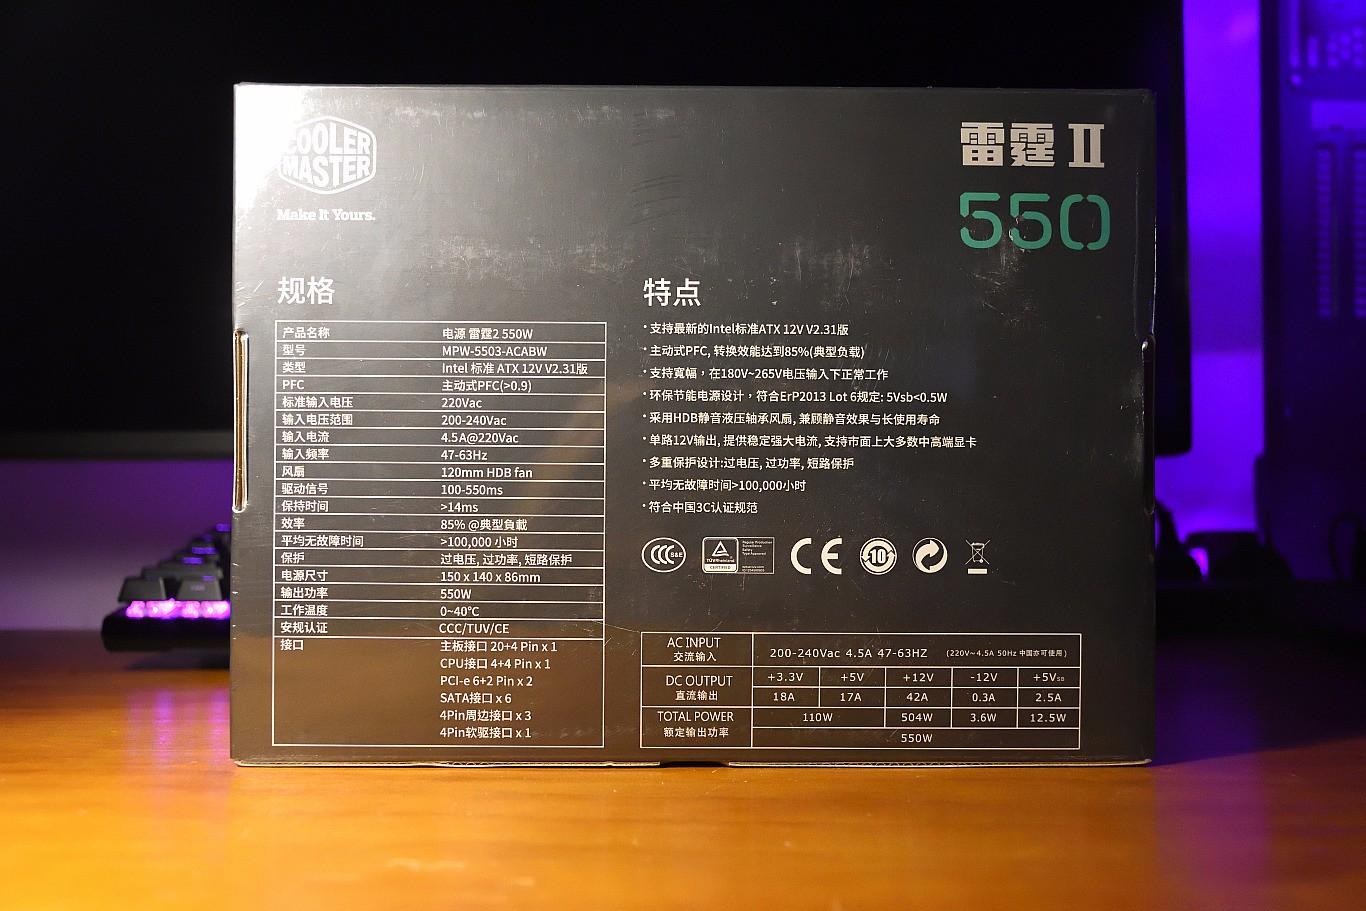 COOLER
MASTER
Make It Yours.
雷霆 II
550
规格
产品名称 电源 雷霆2 550W
型号 MPW-5503-ACABW
类型 Intel 标准 ATX 12V V2.31版
PFC 主动式PFC(>0.9)
标准输入电压 220Vac
输入电压范围 200-240Vac
输入电流 4.5A@220Vac
输入频率 47-63Hz
风扇 120mm HDB fan
驱动信号 100-550ms
保持时间 >14ms
效率 85% @典型負載
平均无故障时间 >100,000 小时
保护 过电压, 过功率, 短路保护
电源尺寸 150 x 140 x 86mm
输出功率 550W
工作温度 0~40℃
安规认证 CCC/TUV/CE
接口 主板接口 20+4 Pin x 1
CPU接口 4+4 Pin x 1
PCI-e 6+2 Pin x 2
SATA接口 x 6
4Pin周边接口 x 3
4Pin软驱接口 x 1
特点
·支持最新的Intel标准ATX 12V V2.31版
·主动式PFC, 转换效能达到85%(典型负载)
·支持寬幅，在180V~265V电压输入下正常工作
·环保节能电源设计，符合ErP2013 Lot 6规定: 5Vsb<0.5W
·采用HDB静音液压轴承风扇, 兼顾静音效果与长使用寿命
·单路12V输出, 提供稳定强大电流, 支持市面上大多数中高端显卡
·多重保护设计:过电压, 过功率, 短路保护
·平均无故障时间>100,000小时
·符合中国3C认证规范
CCC S&E
TÜVRheinland
CERTIFIED
CE
10
AC INPUT
交流输入
200-240Vac 4.5A 47-63HZ (220V~4.5A 50Hz 中国亦可使用)
DC OUTPUT
直流输出
+3.3V +5V +12V -12V +5VSB
18A 17A 42A 0.3A 2.5A
TOTAL POWER
额定输出功率
110W 504W 3.6W 12.5W
550W